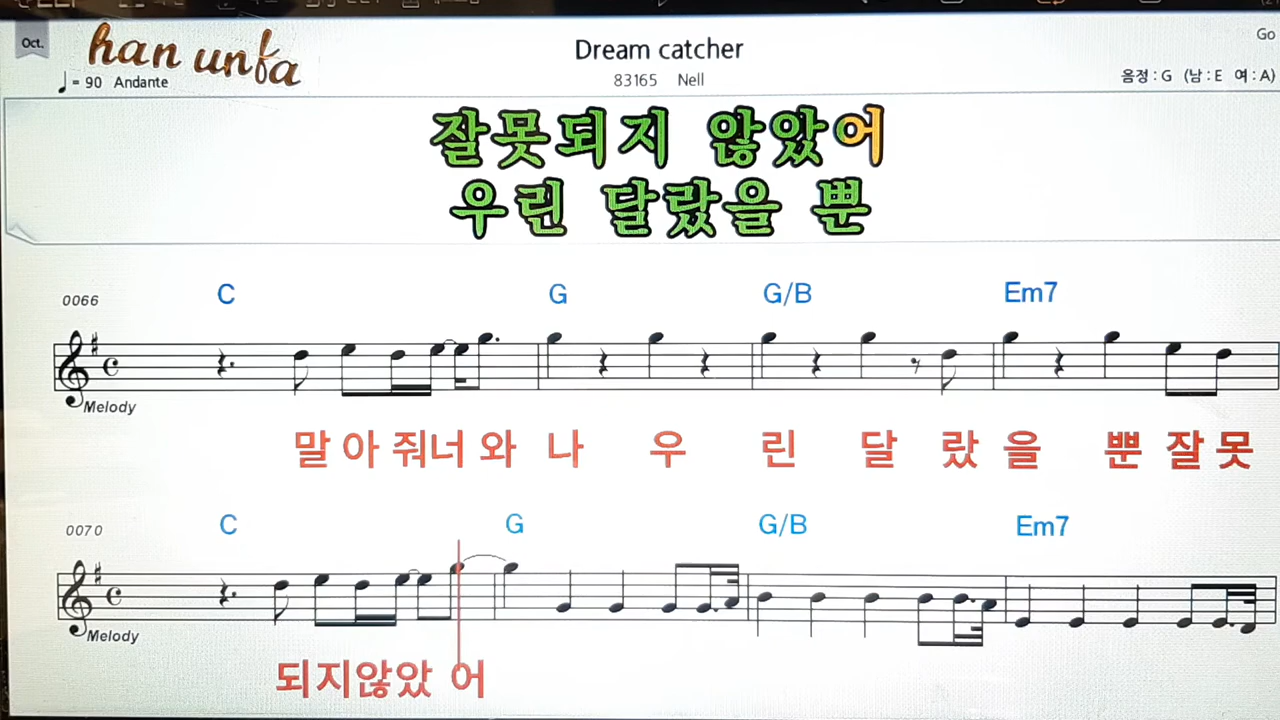 Oct.
han unfa
Dream catcher
Go
♩= 90 Andante
83165 Nell
음정 : G (남 : E 여 : A)
잘못되지 않았어
우린 달랐을 뿐
0066
C G G/B Em7
Melody
말 아 줘너 와 나 우 린 달 랐 을 뿐 잘 못
0070
C G G/B Em7
Melody
되지않았 어